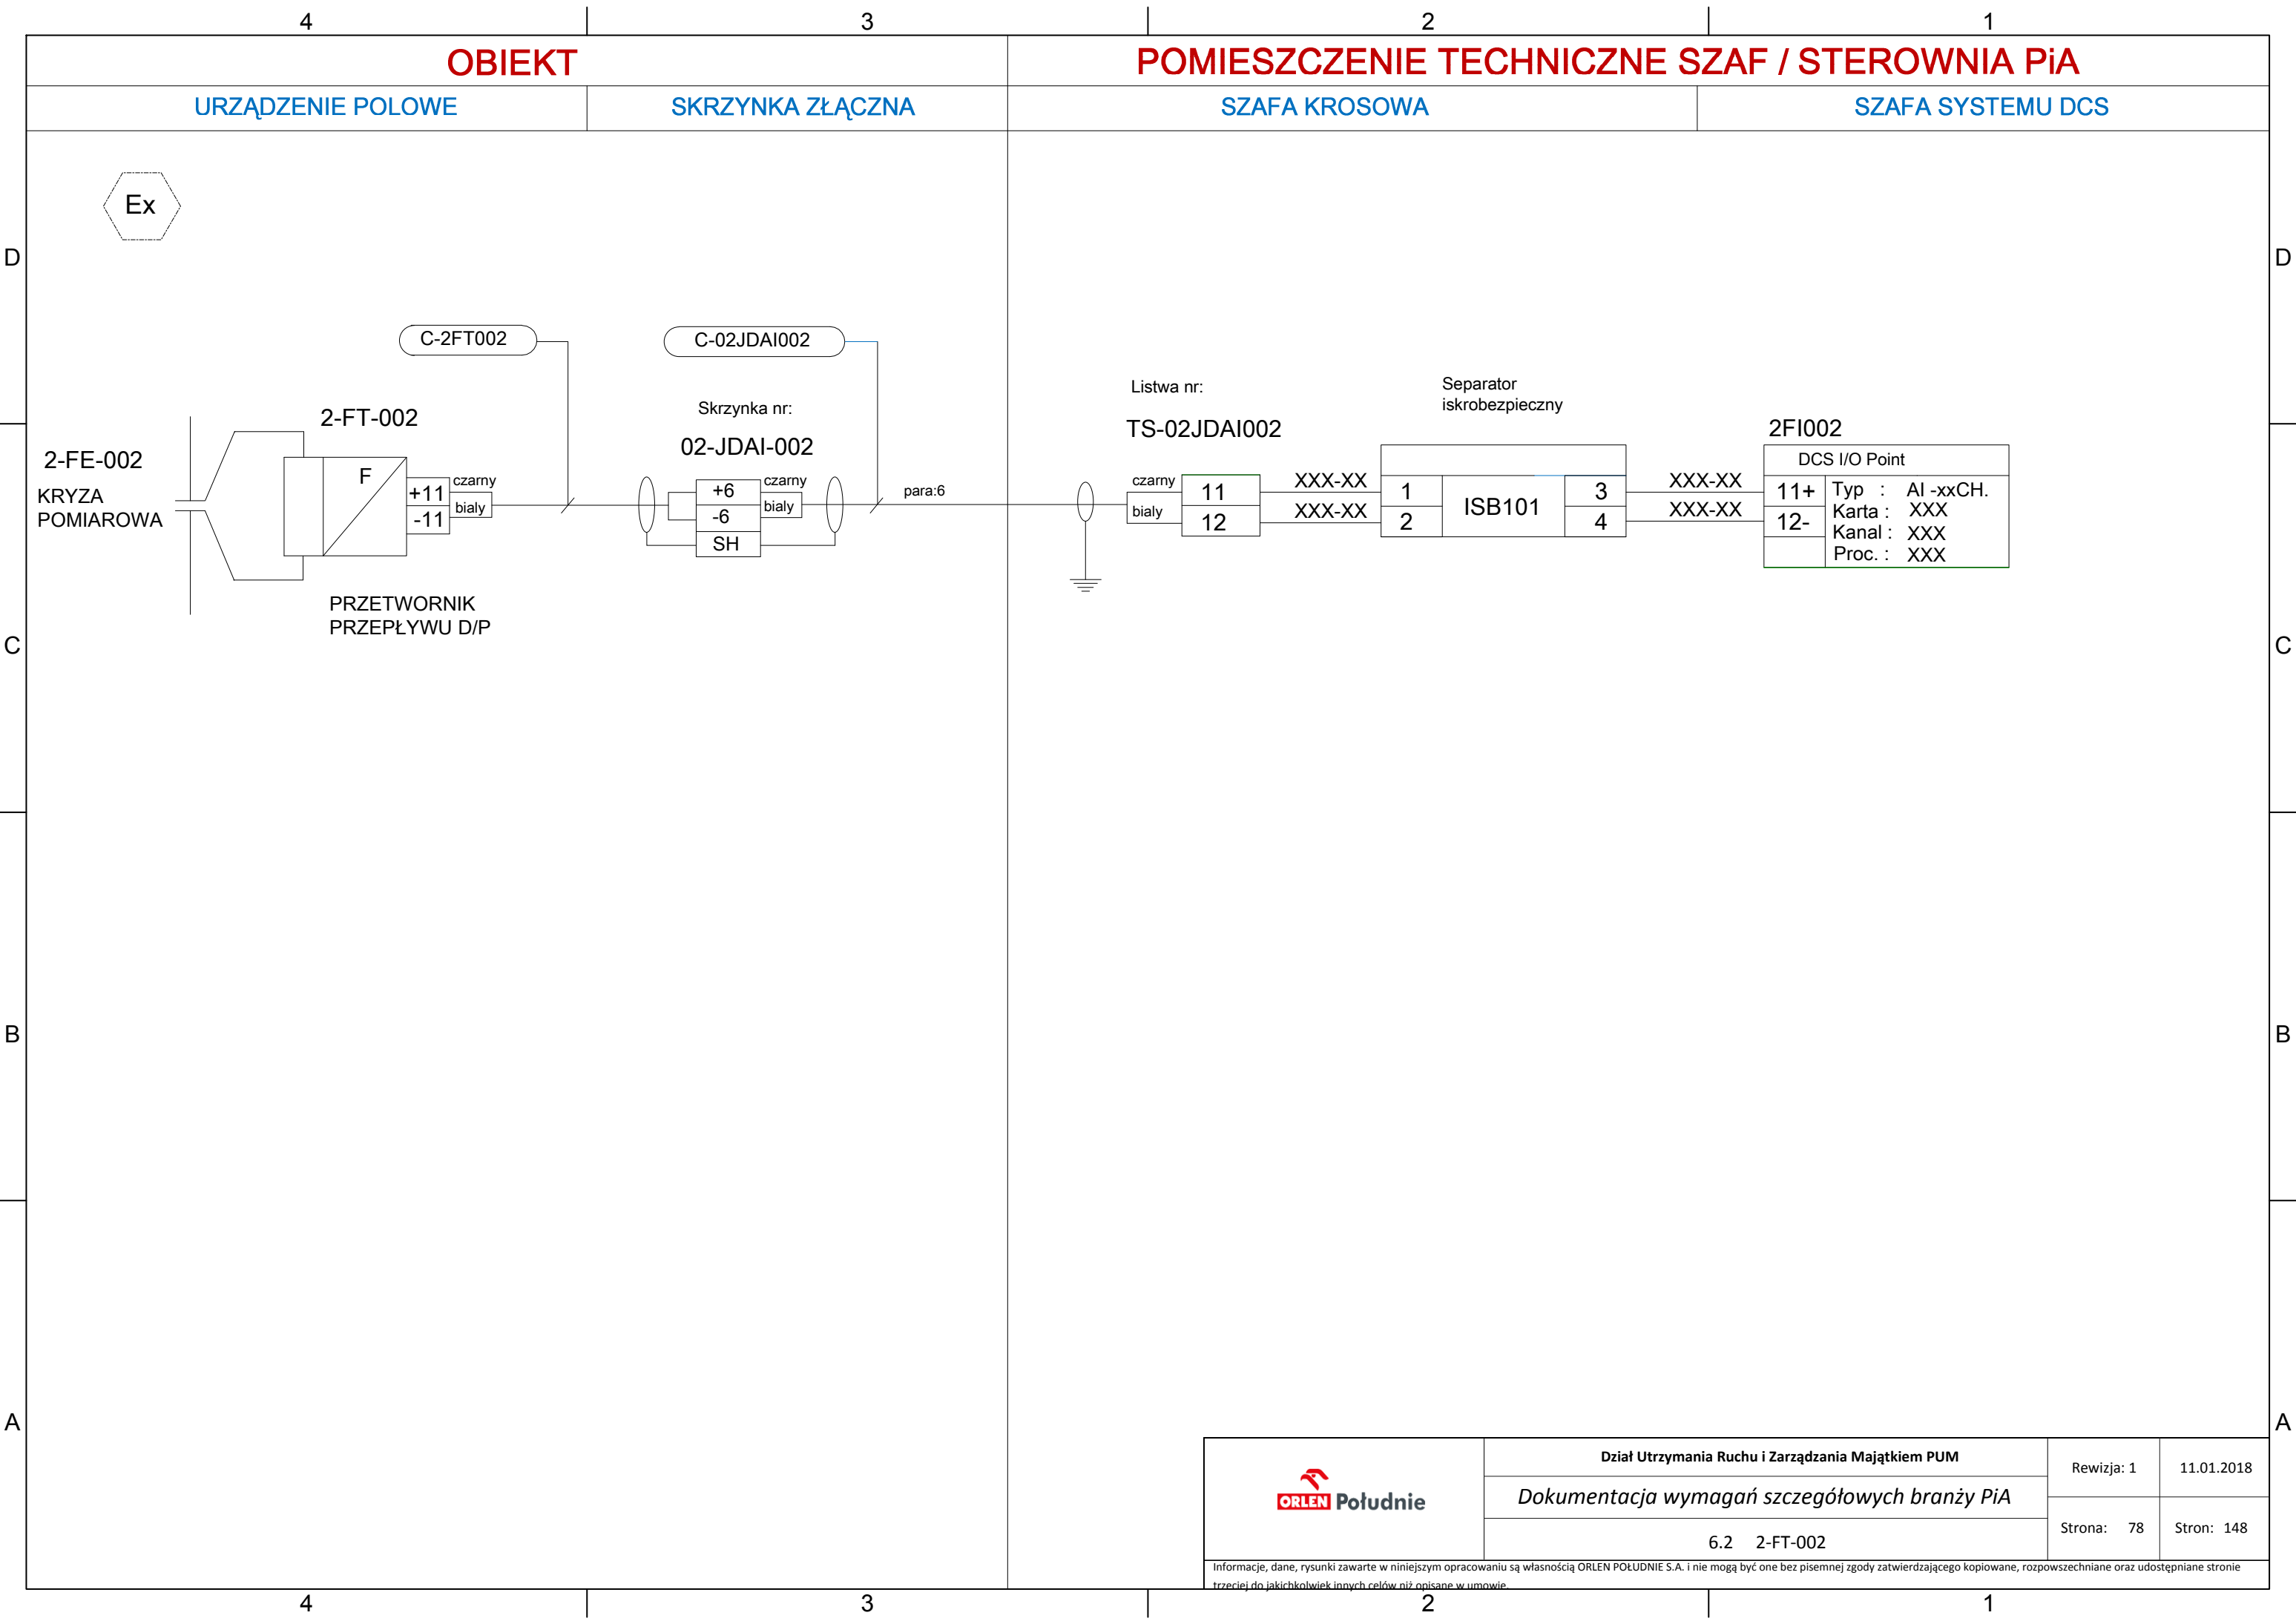 4
3
2
1
OBIEKT
POMIESZCZENIE TECHNICZNE SZAF / STEROWNIA PiA
URZĄDZENIE POLOWE
SKRZYNKA ZŁĄCZNA
SZAFA KROSOWA
SZAFA SYSTEMU DCS
Ex
D
D
C-2FT002
C-02JDAI002
2-FE-002
KRYZA
POMIAROWA
2-FT-002
F
+11
-11
czarny
bialy
PRZETWORNIK
PRZEPŁYWU D/P
Skrzynka nr:
02-JDAI-002
+6
-6
SH
czarny
bialy
para:6
Listwa nr:
TS-02JDAI002
czarny
bialy
11
12
XXX-XX
XXX-XX
Separator
iskrobezpieczny
1
2
ISB101
3
4
XXX-XX
XXX-XX
2FI002
DCS I/O Point
11+
12-
Typ : AI -xxCH.
Karta : XXX
Kanal : XXX
Proc. : XXX
C
C
B
B
A
A
ORLEN Południe
Dział Utrzymania Ruchu i Zarządzania Majątkiem PUM
Dokumentacja wymagań szczegółowych branży PiA
6.2 2-FT-002
Rewizja: 1
11.01.2018
Strona: 78
Stron: 148
Informacje, dane, rysunki zawarte w niniejszym opracowaniu są własnością ORLEN POŁUDNIE S.A. i nie mogą być one bez pisemnej zgody zatwierdzającego kopiowane, rozpowszechniane oraz udostępniane stronie
trzeciej do jakichkolwiek innych celów niż opisane w umowie.
4
3
2
1